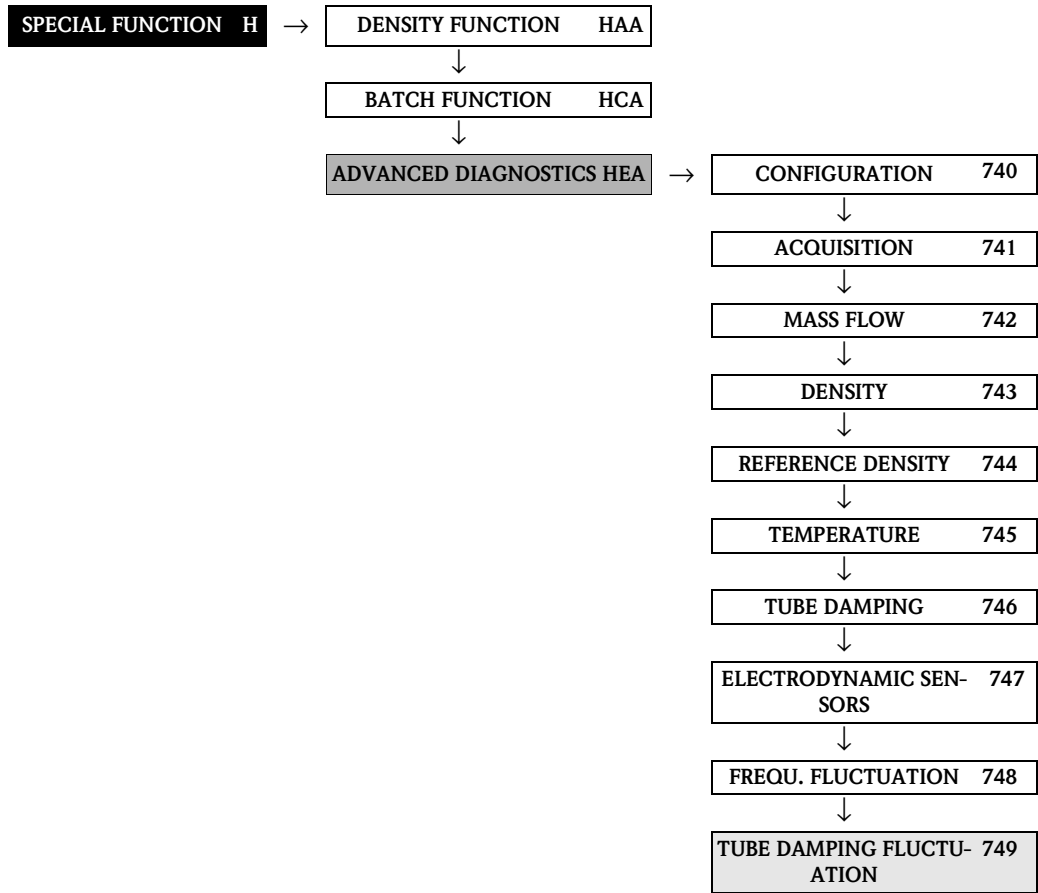 SPECIAL FUNCTION H → DENSITY FUNCTION HAA
↓
BATCH FUNCTION HCA
↓
ADVANCED DIAGNOSTICS HEA → CONFIGURATION 740
↓
ACQUISITION 741
↓
MASS FLOW 742
↓
DENSITY 743
↓
REFERENCE DENSITY 744
↓
TEMPERATURE 745
↓
TUBE DAMPING 746
↓
ELECTRODYNAMIC SEN- 747
SORS
↓
FREQU. FLUCTUATION 748
↓
TUBE DAMPING FLUCTU- 749
ATION